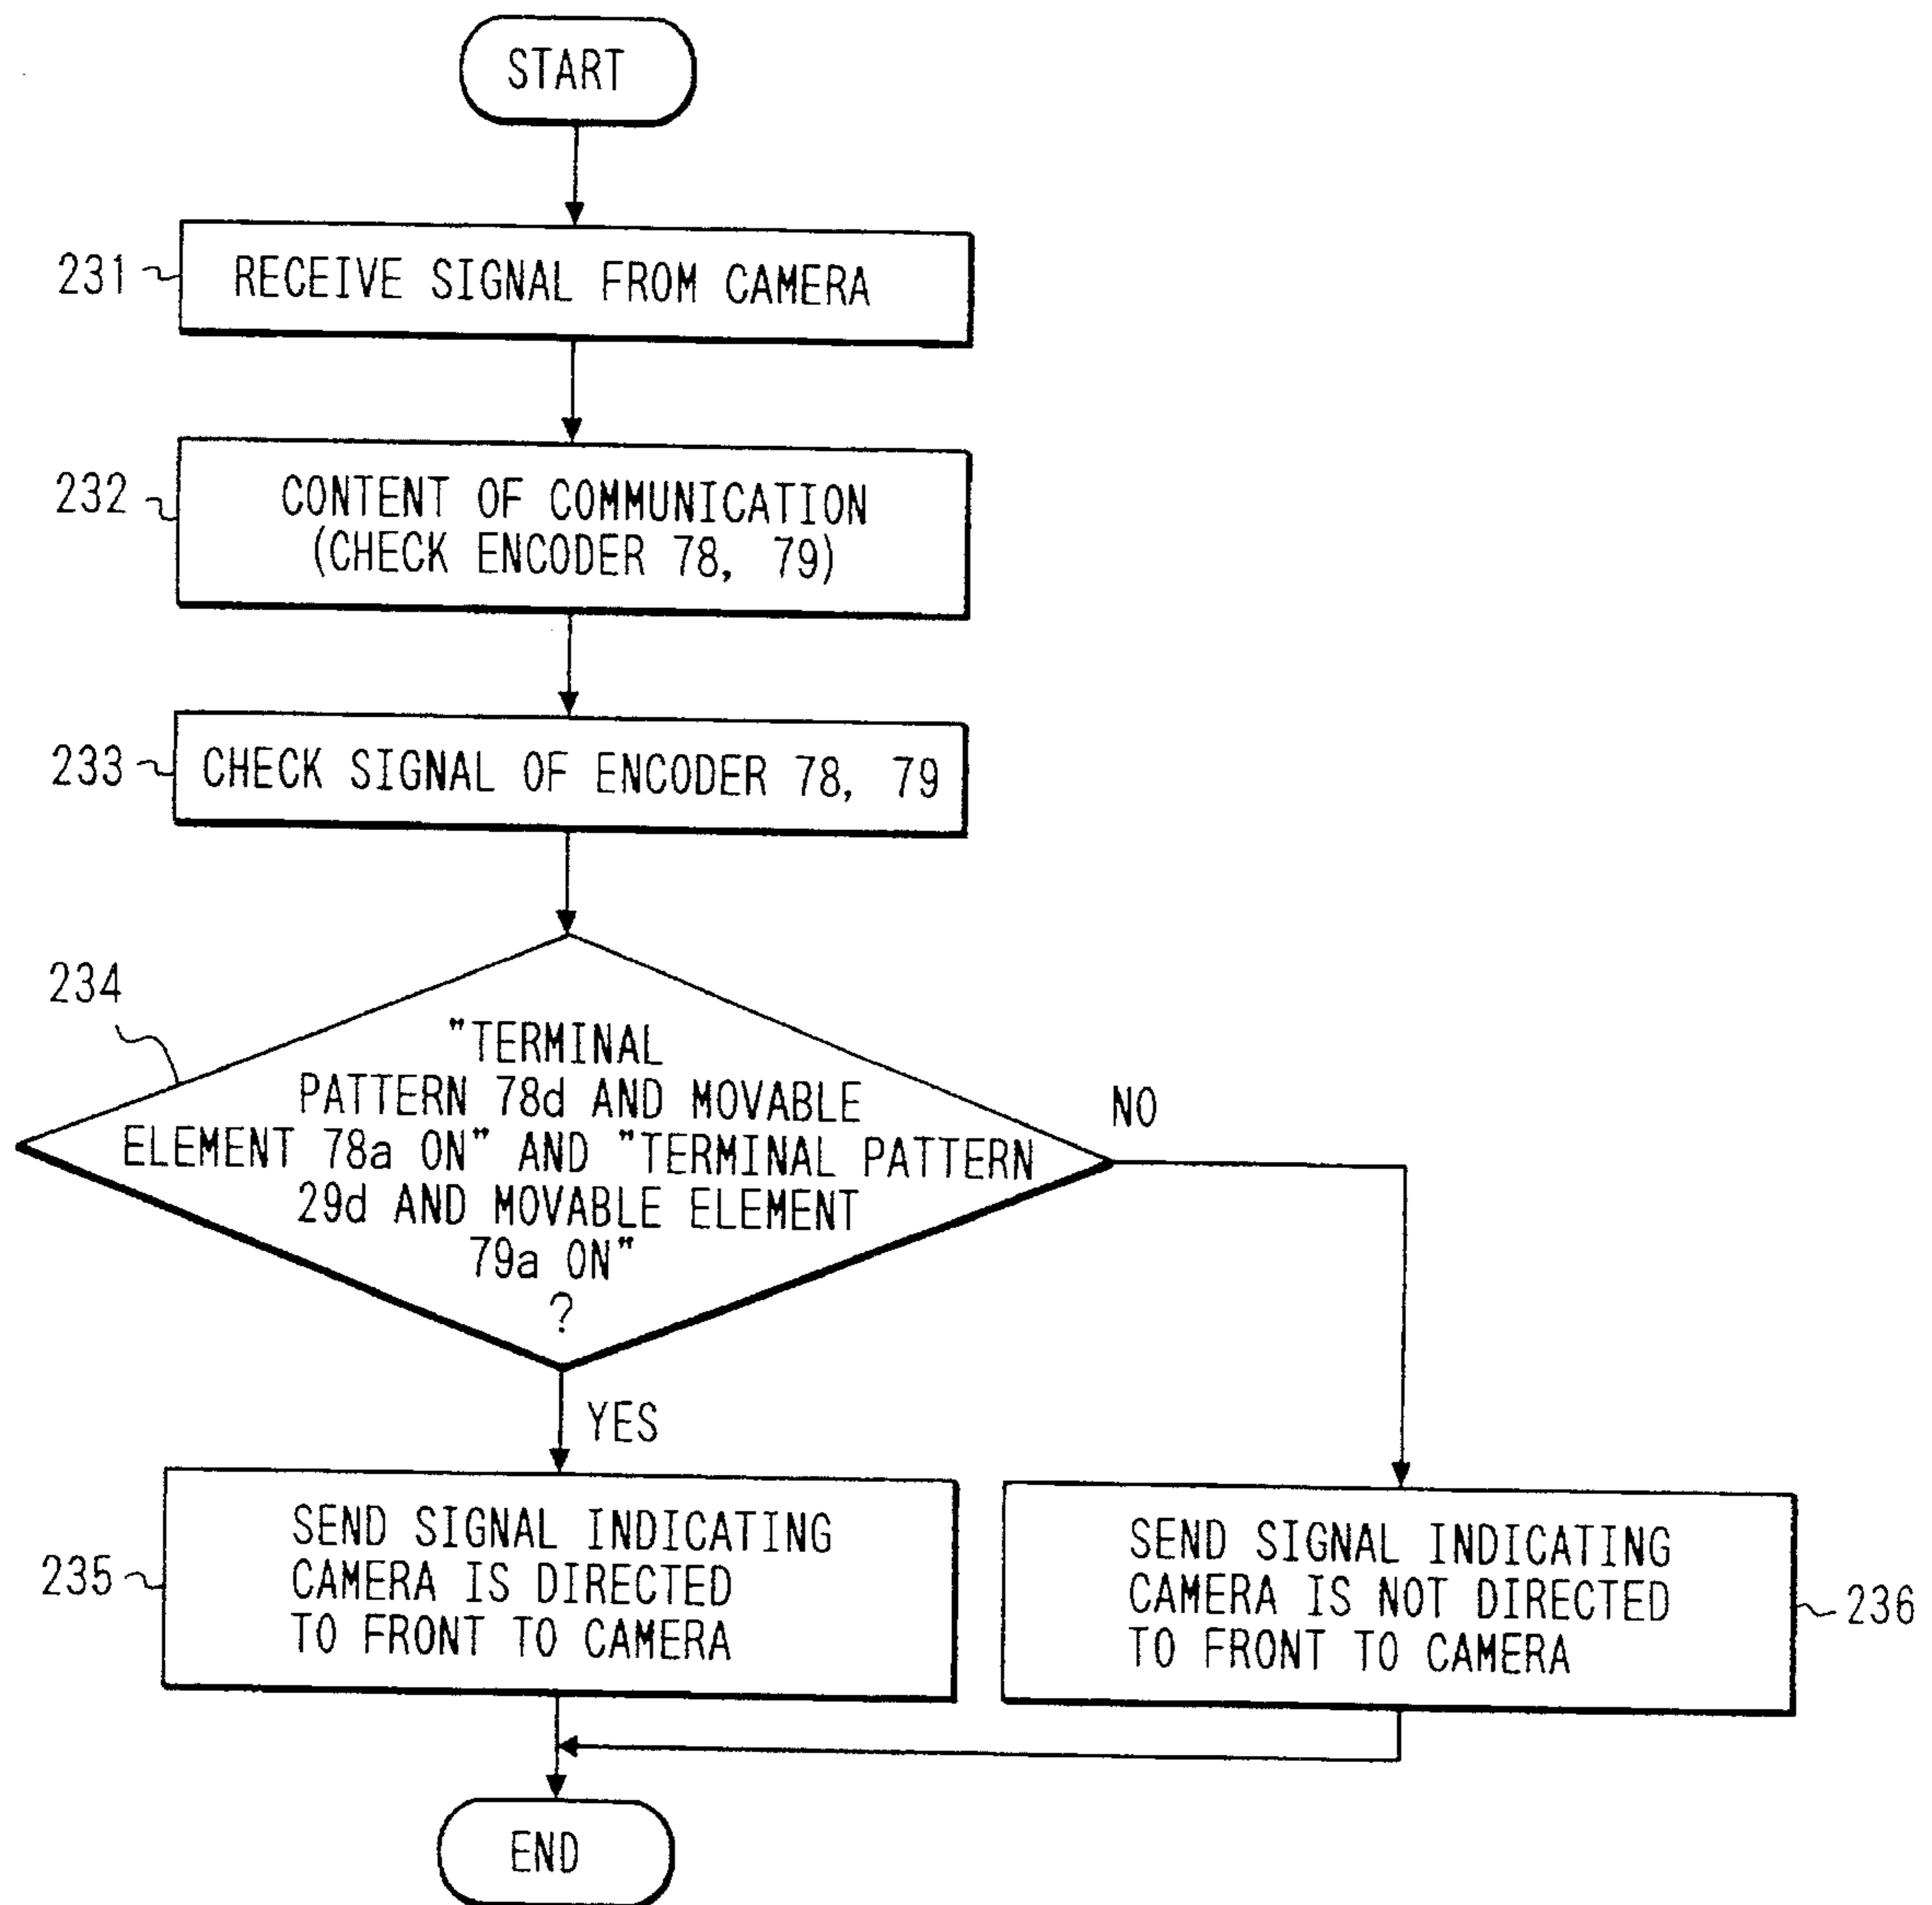 START
231
RECEIVE SIGNAL FROM CAMERA
232
CONTENT OF COMMUNICATION
(CHECK ENCODER 78, 79)
233
CHECK SIGNAL OF ENCODER 78, 79
234
"TERMINAL
PATTERN 78d AND MOVABLE
ELEMENT 78a ON" AND "TERMINAL PATTERN
29d AND MOVABLE ELEMENT
79a ON"
?
NO
YES
235
SEND SIGNAL INDICATING
CAMERA IS DIRECTED
TO FRONT TO CAMERA
SEND SIGNAL INDICATING
CAMERA IS NOT DIRECTED
TO FRONT TO CAMERA
236
END